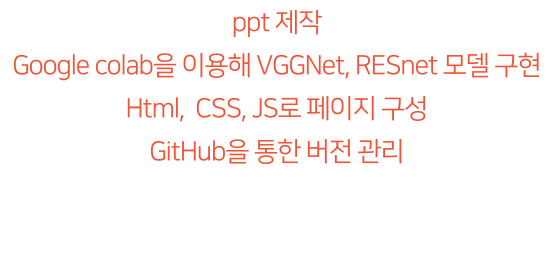 ppt 제작
Google colab을 이용해 VGGNet, RESnet 모델 구현
Html,  CSS, JS로 페이지 구성
GitHub을 통한 버전 관리